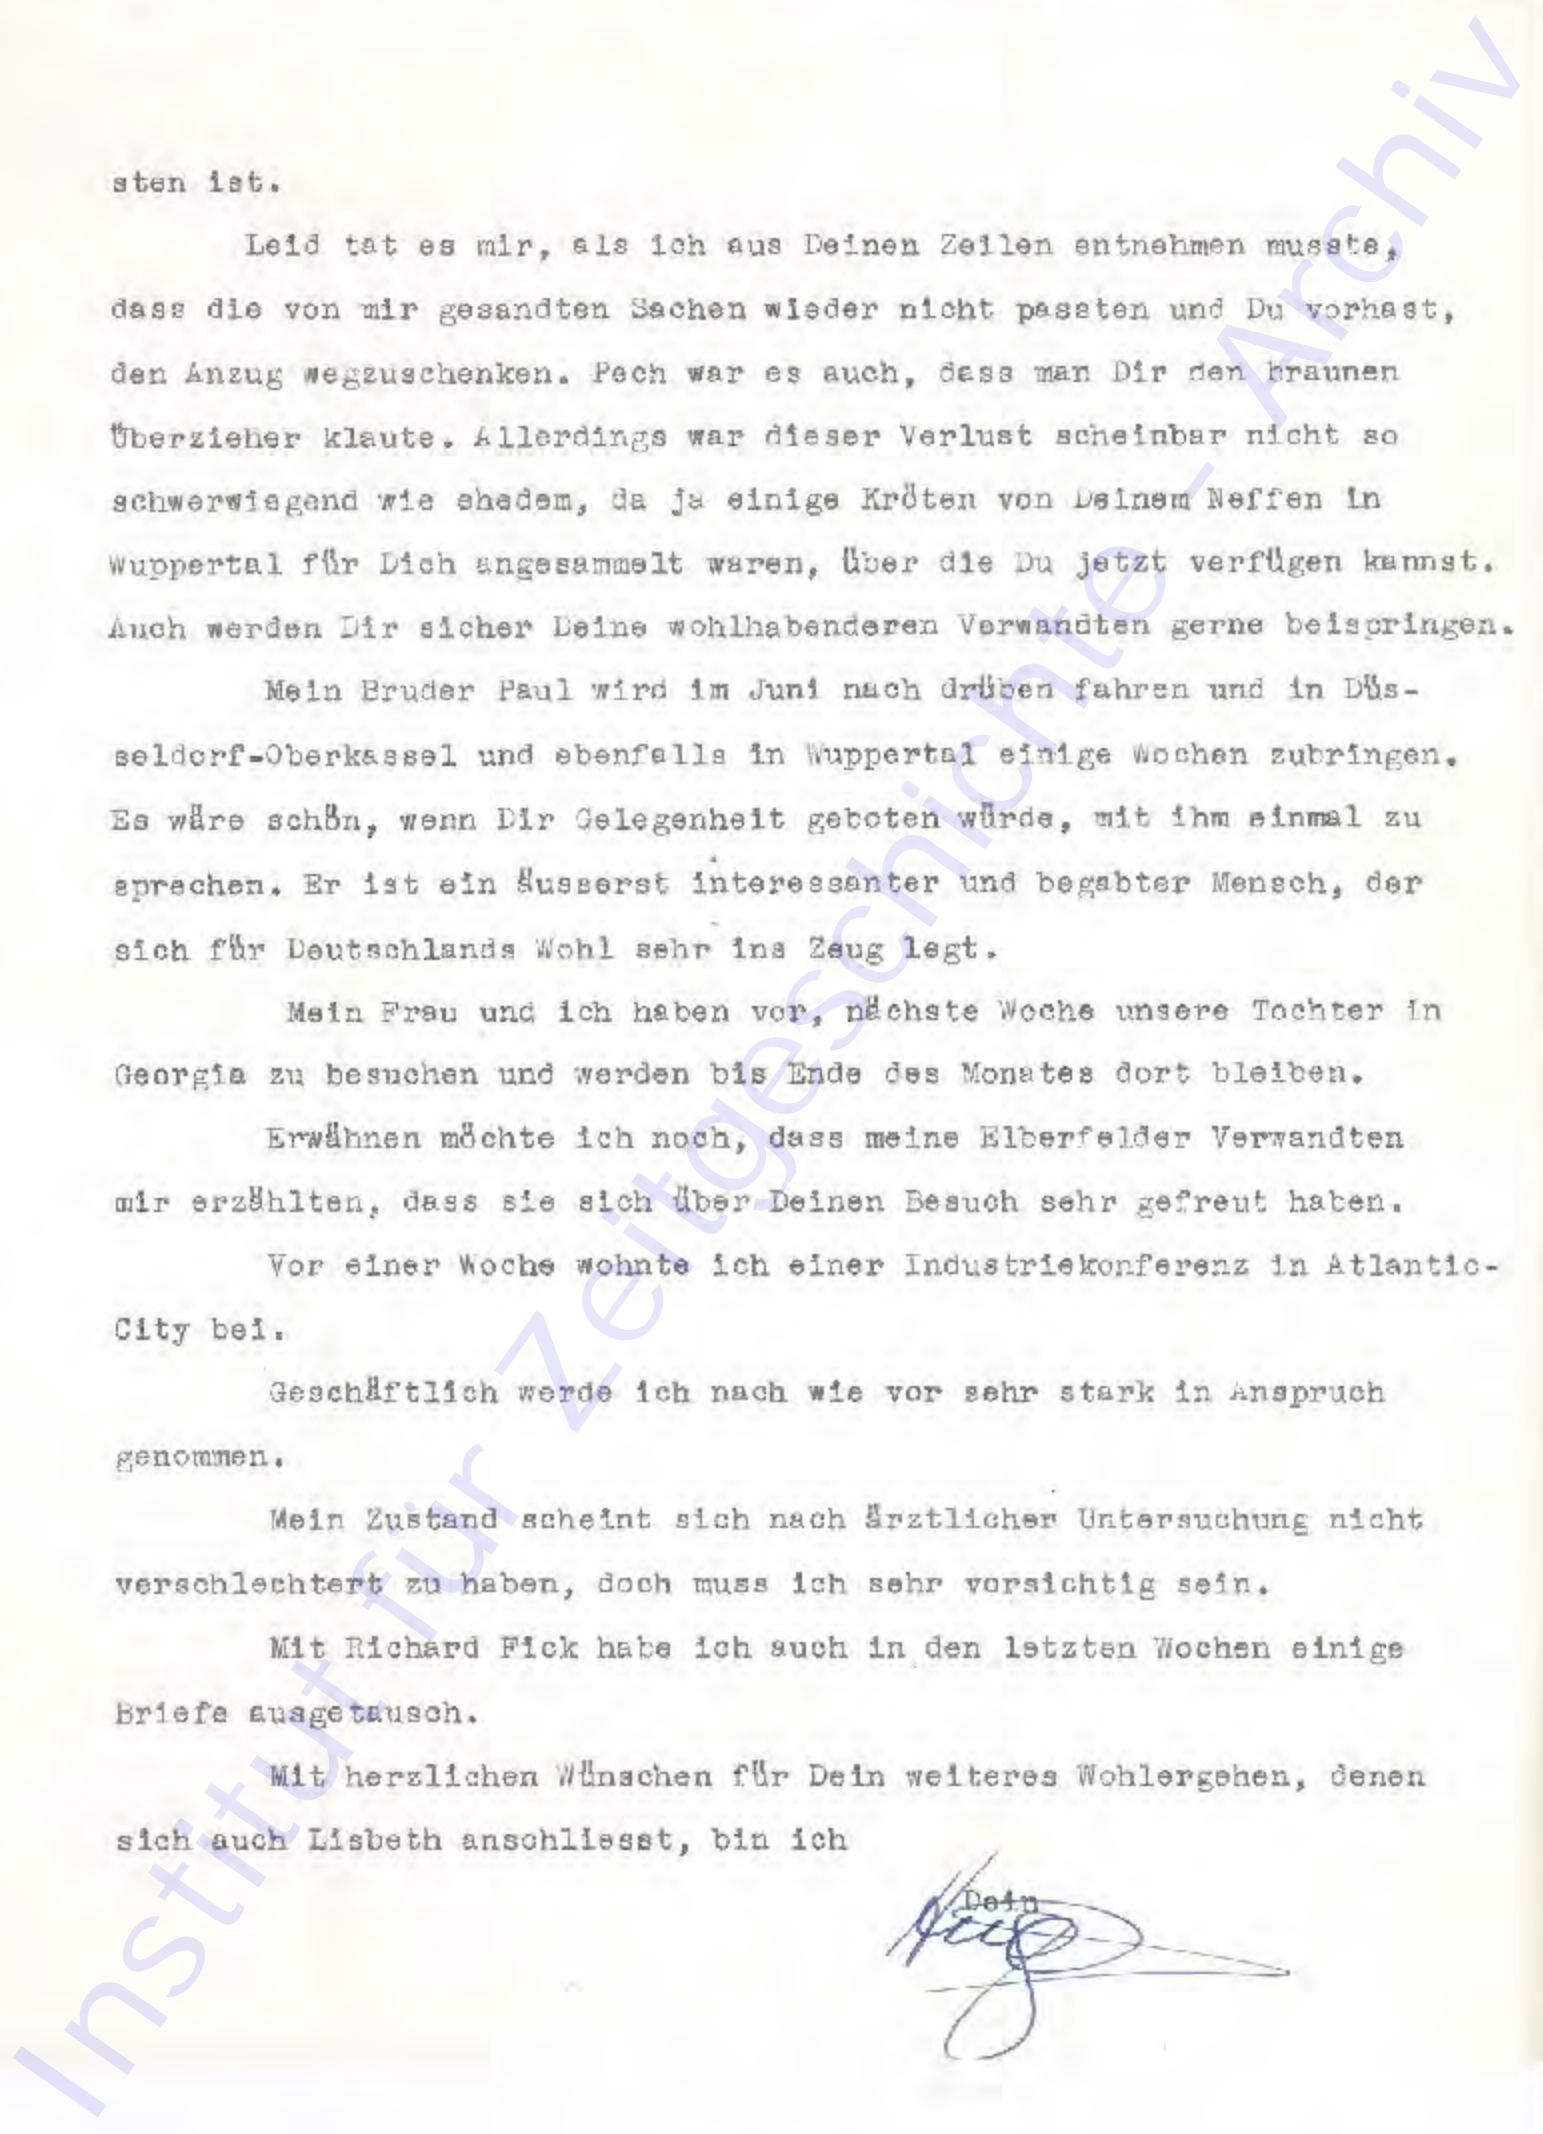 sten ist.
Leid tat es mir, als ich aus Deinen Zeilen entnehmen musste,
dass die von mir gesandten Sachen wieder nicht passten und Du vorhast,
den Anzug wegzuschenken. Pech war es auch, dass man Dir den braunen
Überzieher klaute. Allerdings war dieser Verlust scheinbar nicht so
schwerwiegend wie ehedem, da ja einige Kröten von Deinem Neffen in
Wuppertal für Dich angesammelt waren, über die Du jetzt verfügen kannst.
Auch werden Dir sicher Deine wohlhabenderen Verwandten gerne beispringen.
Mein Bruder Paul wird im Juni nach drüben fahren und in Düs-
seldorf-Oberkassel und ebenfalls in Wuppertal einige Wochen zubringen.
Es wäre schön, wenn Dir Gelegenheit geboten würde, mit ihm einmal zu
sprechen. Er ist ein äusserst interessanter und begabter Mensch, der
sich für Deutschlands Wohl sehr ins Zeug legt.
Mein Frau und ich haben vor, nächste Woche unsere Tochter in
Georgia zu besuchen und werden bis Ende des Monates dort bleiben.
Erwähnen möchte ich noch, dass meine Elberfelder Verwandten
mir erzählten, dass sie sich über Deinen Besuch sehr gefreut haben.
Vor einer Woche wohnte ich einer Industriekonferenz in Atlantic-
City bei.
Geschäftlich werde ich nach wie vor sehr stark in Anspruch
genommen.
Mein Zustand scheint sich nach ärztlicher Untersuchung nicht
verschlechtert zu haben, doch muss ich sehr vorsichtig sein.
Mit Richard Fick habe ich auch in den letzten Wochen einige
Briefe ausgetausch.
Mit herzlichen Wünschen für Dein weiteres Wohlergehen, denen
sich auch Lisbeth anschliesst, bin ich
Dein
Institut für Zeitgeschichte - Archiv